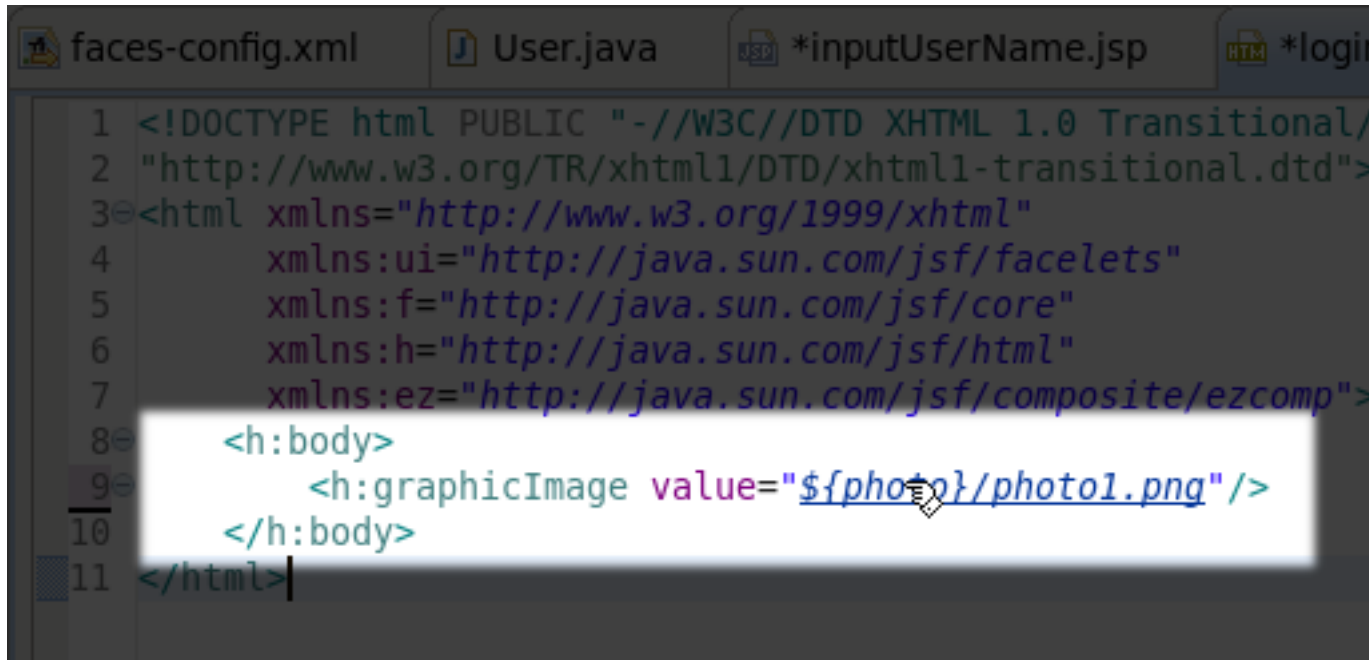 faces-config.xml User.java *inputUserName.jsp *login
1 <!DOCTYPE html PUBLIC "-//W3C//DTD XHTML 1.0 Transitional/
2 "http://www.w3.org/TR/xhtml1/DTD/xhtml1-transitional.dtd">
3 <html xmlns="http://www.w3.org/1999/xhtml"
4 xmlns:ui="http://java.sun.com/jsf/facelets"
5 xmlns:f="http://java.sun.com/jsf/core"
6 xmlns:h="http://java.sun.com/jsf/html"
7 xmlns:ez="http://java.sun.com/jsf/composite/ezcomp">
8 <h:body>
9 <h:graphicImage value="${photo}/photo1.png"/>
10 </h:body>
11 </html>